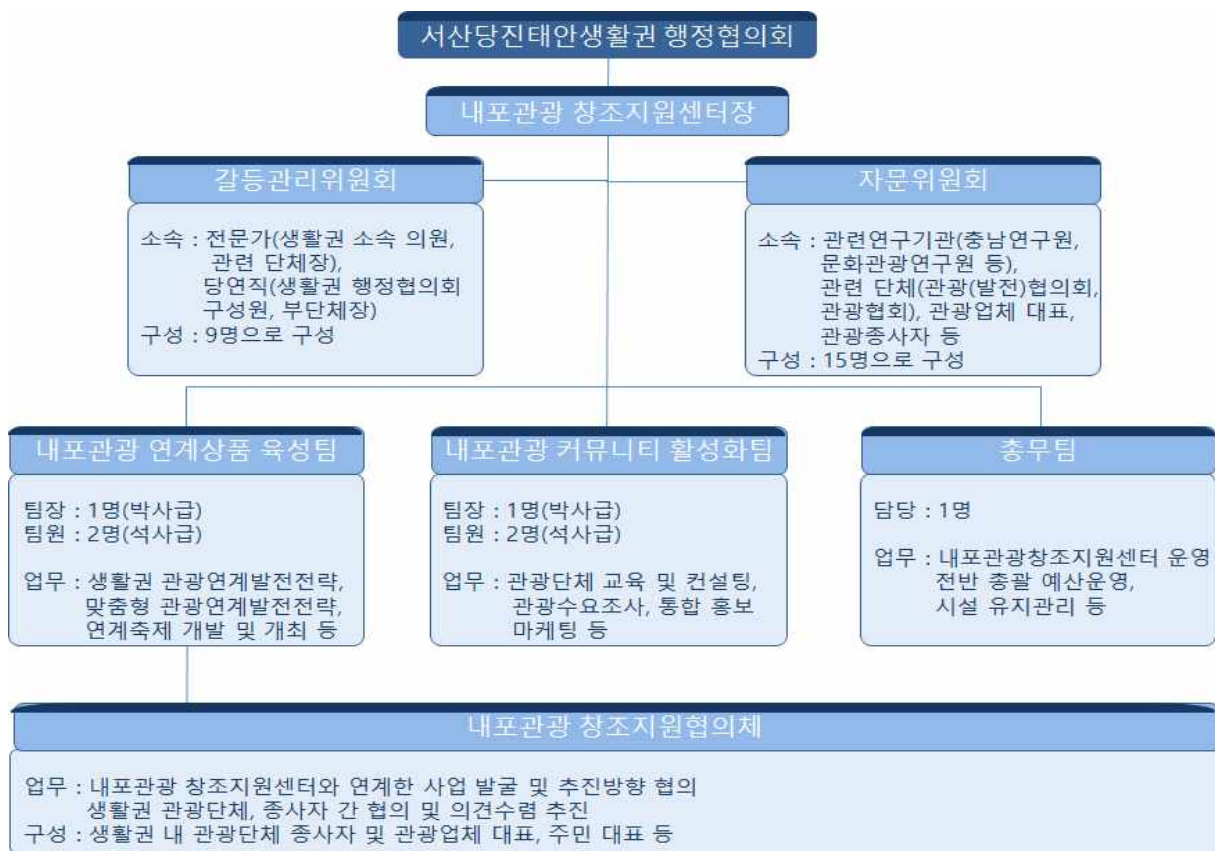 서산당진태안생활권 행정협의회
내포관광 창조지원센터장
갈등관리위원회
소속 : 전문가(생활권 소속 의원,
관련 단체장),
당연직(생활권 행정협의회
구성원, 부단체장)
구성 : 9명으로 구성
자문위원회
소속 : 관련연구기관(충남연구원,
문화관광연구원 등),
관련 단체(관광(발전)협의회,
관광협회), 관광업체 대표,
관광종사자 등
구성 : 15명으로 구성
내포관광 연계상품 육성팀
팀장 : 1명(박사급)
팀원 : 2명(석사급)
업무 : 생활권 관광연계발전전략,
맞춤형 관광연계발전전략,
연계축제 개발 및 개최 등
내포관광 커뮤니티 활성화팀
팀장 : 1명(박사급)
팀원 : 2명(석사급)
업무 : 관광단체 교육 및 컨설팅,
관광수요조사, 통합 홍보
마케팅 등
총무팀
담당 : 1명
업무 : 내포관광창조지원센터 운영
전반 총괄 예산운영,
시설 유지관리 등
내포관광 창조지원협의체
업무 : 내포관광 창조지원센터와 연계한 사업 발굴 및 추진방향 협의
생활권 관광단체, 종사자 간 협의 및 의견수렴 추진
구성 : 생활권 내 관광단체 종사자 및 관광업체 대표, 주민 대표 등